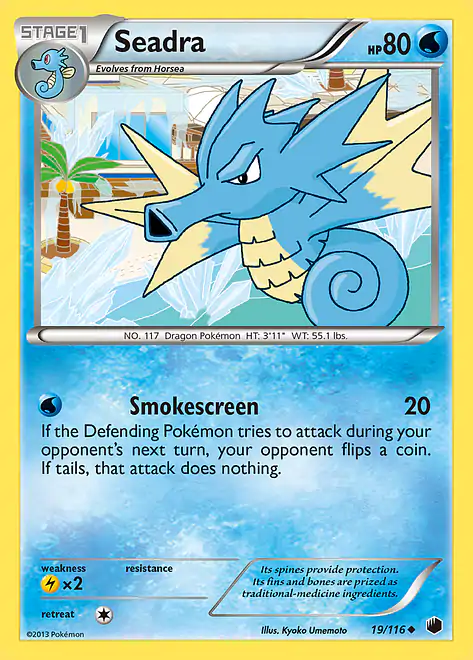 STAGE1
Seadra
HP80
Evolves from Horsea
NO. 117 Dragon Pokémon HT: 3'11" WT: 55.1 lbs.
Smokescreen 20
If the Defending Pokémon tries to attack during your
opponent's next turn, your opponent flips a coin.
If tails, that attack does nothing.
weakness resistance
×2
retreat
Its spines provide protection.
Its fins and bones are prized as
traditional-medicine ingredients.
©2013 Pokémon
Illus. Kyoko Umemoto
19/116